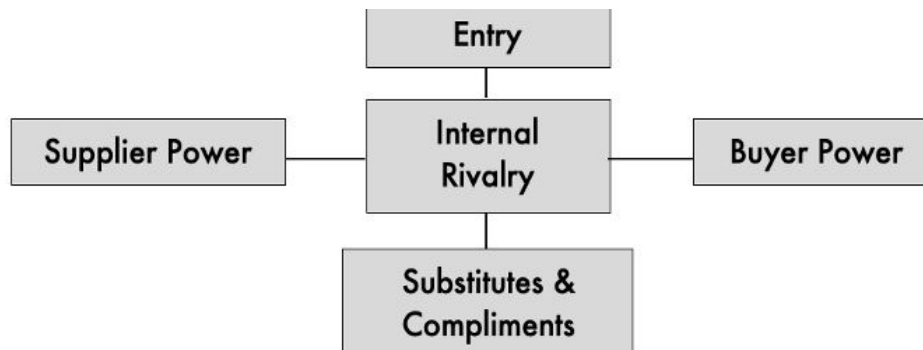 Entry
Supplier Power
Internal
Rivalry
Buyer Power
Substitutes &
Compliments